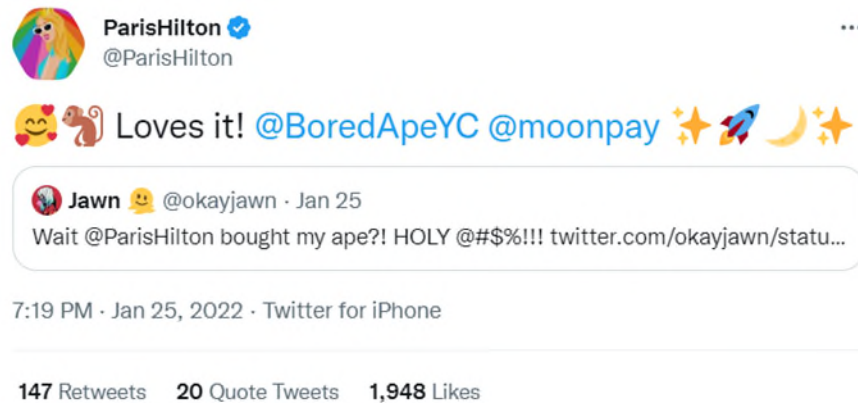 ParisHilton
@ParisHilton
🥰🐒 Loves it! @BoredApeYC @moonpay ✨🚀🌙✨
Jawn 🫠 @okayjawn · Jan 25
Wait @ParisHilton bought my ape?! HOLY @#$%!!! twitter.com/okayjawn/statu...
7:19 PM · Jan 25, 2022 · Twitter for iPhone
147 Retweets 20 Quote Tweets 1,948 Likes